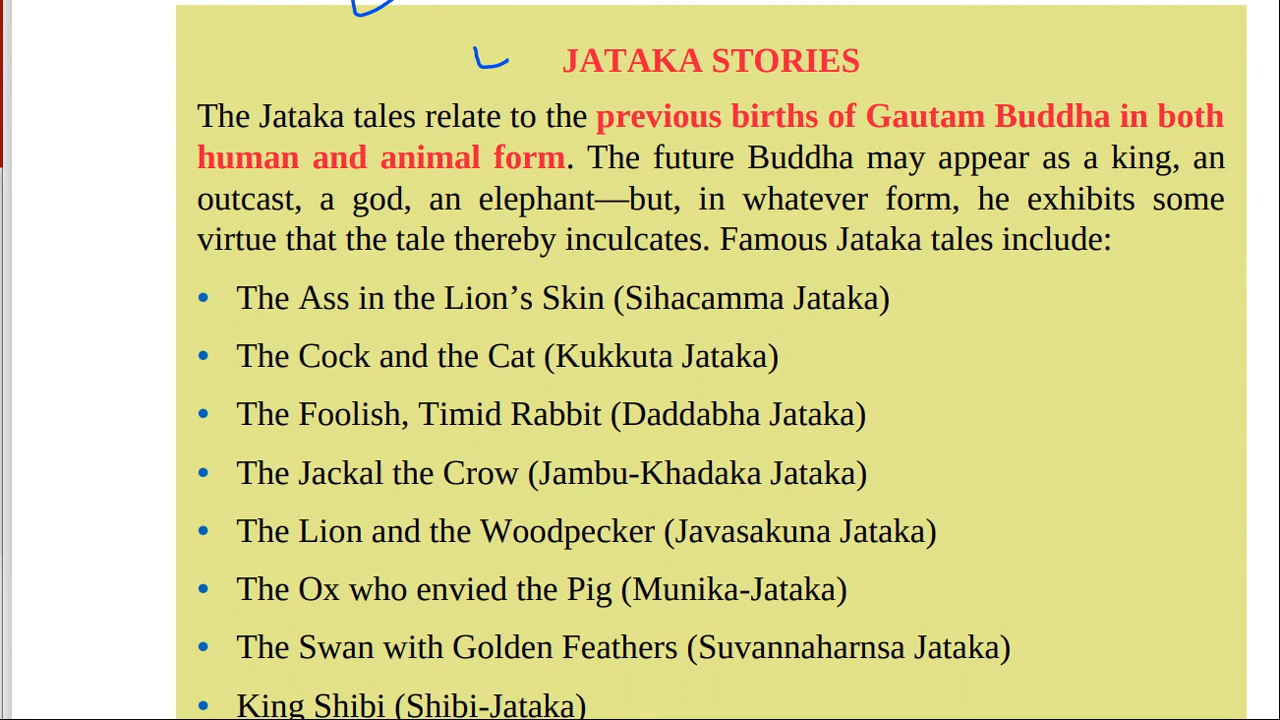 JATAKA STORIES
The Jataka tales relate to the previous births of Gautam Buddha in both
human and animal form. The future Buddha may appear as a king, an
outcast, a god, an elephant—but, in whatever form, he exhibits some
virtue that the tale thereby inculcates. Famous Jataka tales include:
• The Ass in the Lion’s Skin (Sihacamma Jataka)
• The Cock and the Cat (Kukkuta Jataka)
• The Foolish, Timid Rabbit (Daddabha Jataka)
• The Jackal the Crow (Jambu-Khadaka Jataka)
• The Lion and the Woodpecker (Javasakuna Jataka)
• The Ox who envied the Pig (Munika-Jataka)
• The Swan with Golden Feathers (Suvannaharnsa Jataka)
• King Shibi (Shibi-Jataka)